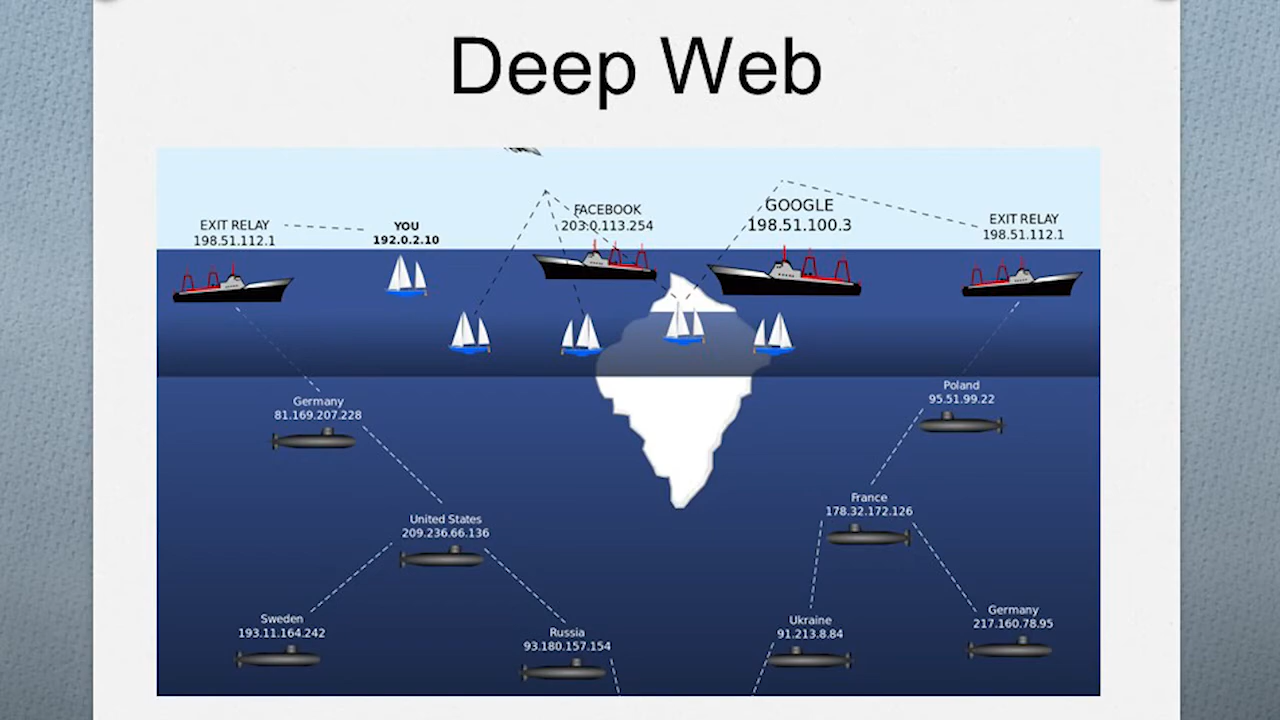 Deep Web
EXIT RELAY
198.51.112.1
YOU
192.0.2.10
FACEBOOK
203.0.113.254
GOOGLE
198.51.100.3
EXIT RELAY
198.51.112.1
Germany
81.169.207.228
Poland
95.51.99.22
United States
209.236.66.136
France
178.32.172.126
Sweden
193.11.164.242
Russia
93.180.157.154
Ukraine
91.213.8.84
Germany
217.160.78.95